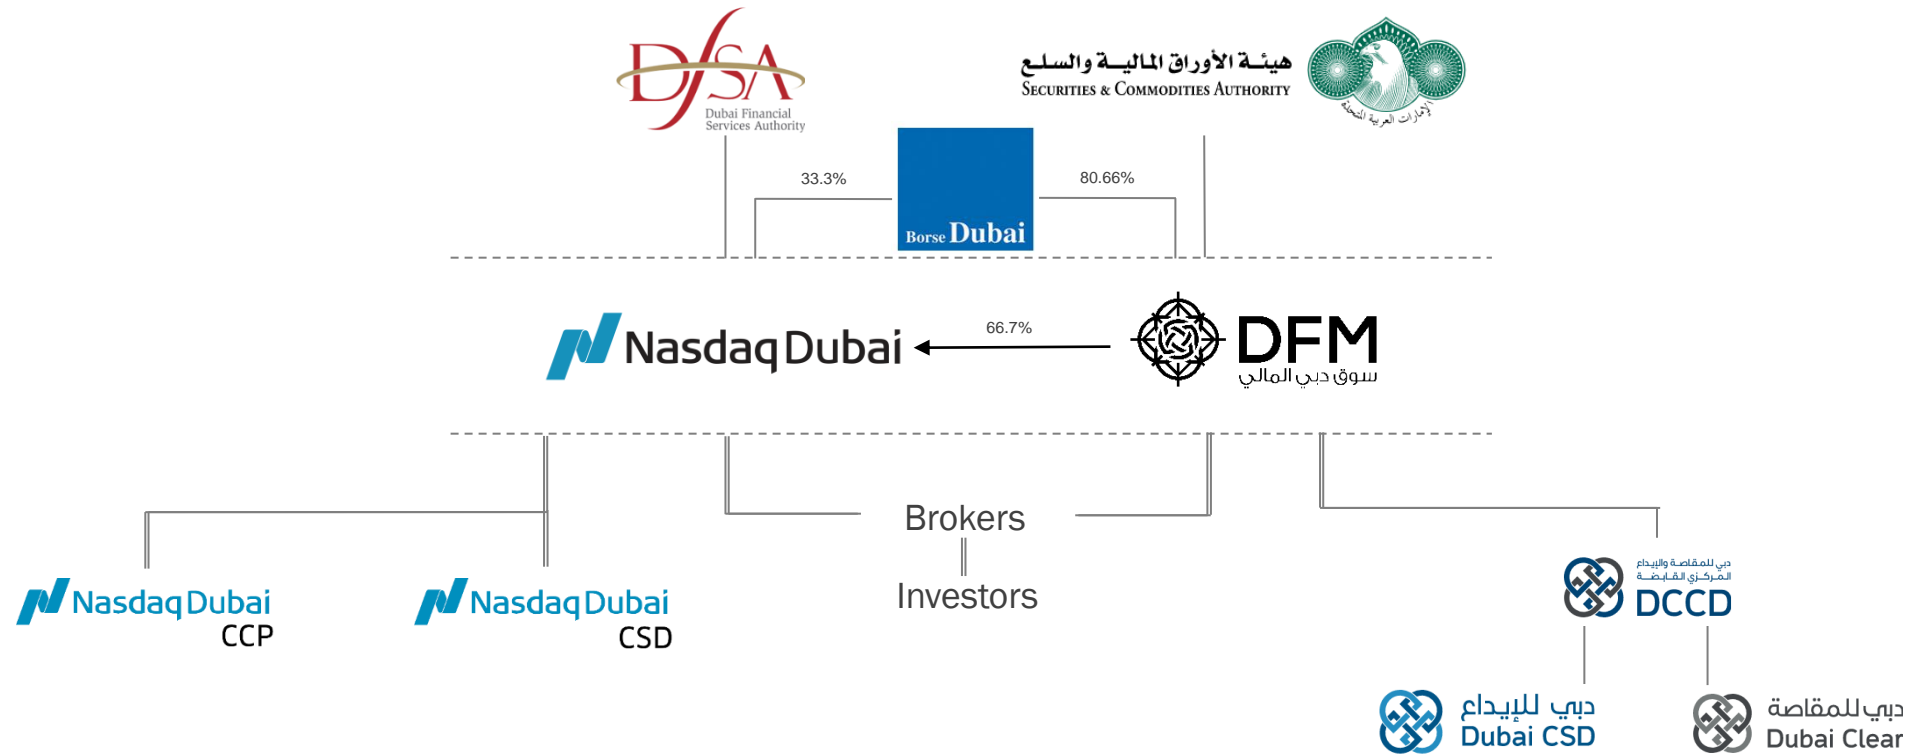 DFSA
Dubai Financial
Services Authority
هيئة الأوراق المالية والسلع
SECURITIES & COMMODITIES AUTHORITY
الإمارات العربية المتحدة
33.3%
80.66%
Borse Dubai
Nasdaq Dubai
66.7%
DFM
سوق دبي المالي
Brokers
Investors
Nasdaq Dubai
CCP
Nasdaq Dubai
CSD
دبي للمقاصة والإيداع
المركزي القابضة
DCCD
دبي للإيداع
Dubai CSD
دبي للمقاصة
Dubai Clear